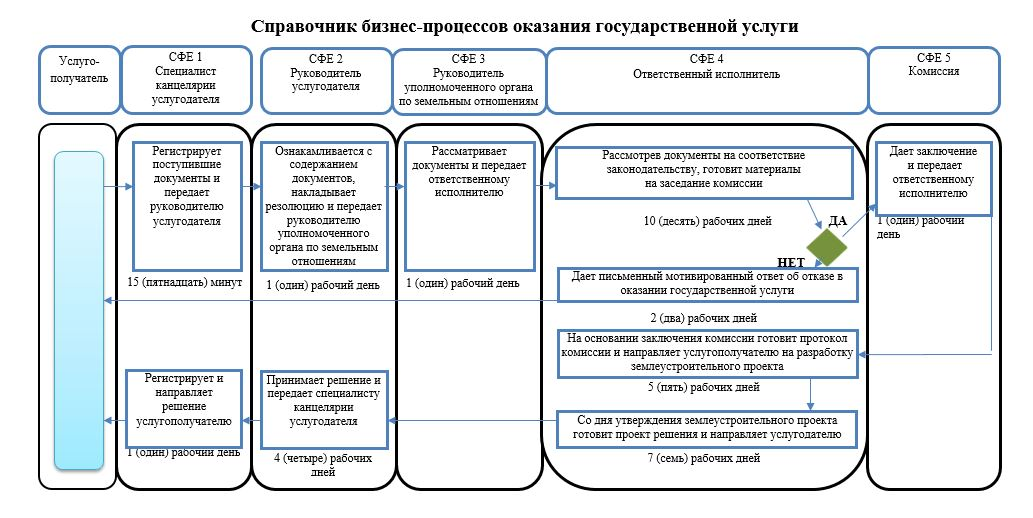 Справочник бизнес-процессов оказания государственной услуги
Услуго-
получатель
СФЕ 1
Специалист
канцелярии
услугодателя
СФЕ 2
Руководитель
услугодателя
СФЕ 3
Руководитель
уполномоченного органа
по земельным отношениям
СФЕ 4
Ответственный исполнитель
СФЕ 5
Комиссия
Регистрирует
поступившие
документы и
передает
руководителю
услугодателя
15 (пятнадцать) минут
Ознакамливается с
содержанием
документов,
накладывает
резолюцию и передает
руководителю
уполномоченного
органа по земельным
отношениям
1 (один) рабочий день
Рассматривает
документы и передает
ответственному
исполнителю
1 (один) рабочий день
Рассмотрев документы на соответствие
законодательству, готовит материалы
на заседание комиссии
10 (десять) рабочих дней
ДА
НЕТ
Дает заключение
и передает
ответственному
исполнителю
1 (один) рабочий
день
Дает письменный мотивированный ответ об отказе в
оказании государственной услуги
2 (два) рабочих дней
На основании заключения комиссии готовит протокол
комиссии и направляет услугополучателю на разработку
землеустроительного проекта
5 (пять) рабочих дней
Со дня утверждения землеустроительного проекта
готовит проект решения и направляет услугодателю
7 (семь) рабочих дней
Принимает решение и
передает специалисту
канцелярии
услугодателя
4 (четыре) рабочих
дней
Регистрирует и
направляет
решение
услугополучателю
1 (один) рабочий день